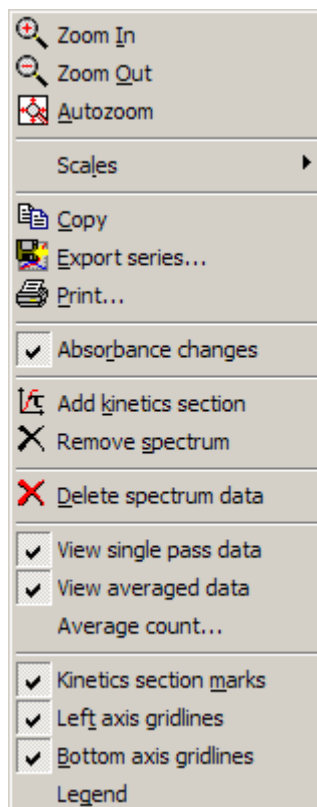 Zoom In
Zoom Out
Autozoom
Scales
Copy
Export series...
Print...
Absorbance changes
Add kinetics section
Remove spectrum
Delete spectrum data
View single pass data
View averaged data
Average count...
Kinetics section marks
Left axis gridlines
Bottom axis gridlines
Legend